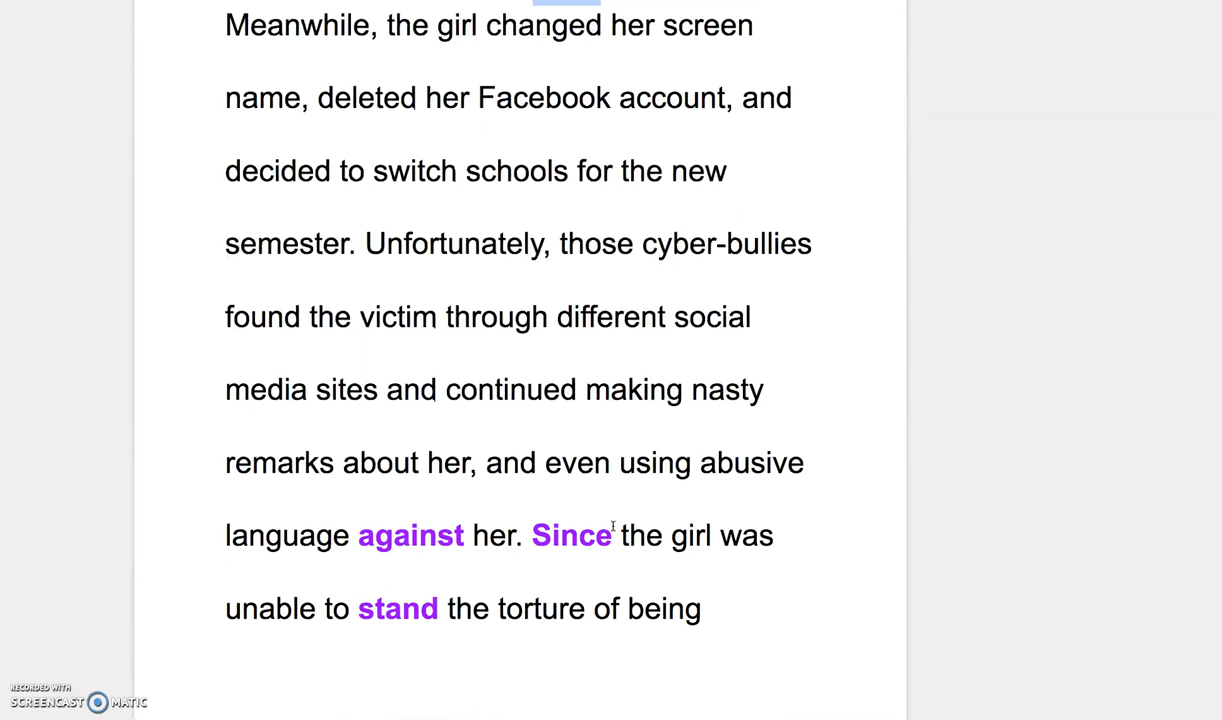 Meanwhile, the girl changed her screen
name, deleted her Facebook account, and
decided to switch schools for the new
semester. Unfortunately, those cyber-bullies
found the victim through different social
media sites and continued making nasty
remarks about her, and even using abusive
language against her. Since the girl was
unable to stand the torture of being
RECORDED WITH
SCREENCAST MATIC